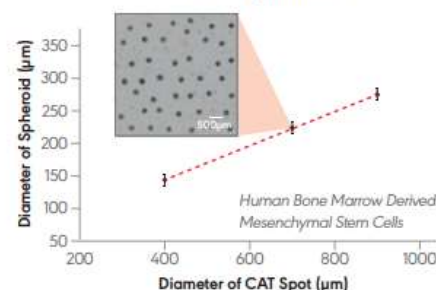 Diameter of Spheroid (µm)
350
300
250
200
150
100
50
500µm
Human Bone Marrow Derived
Mesenchymal Stem Cells
200
400
600
800
1000
Diameter of CAT Spot (µm)